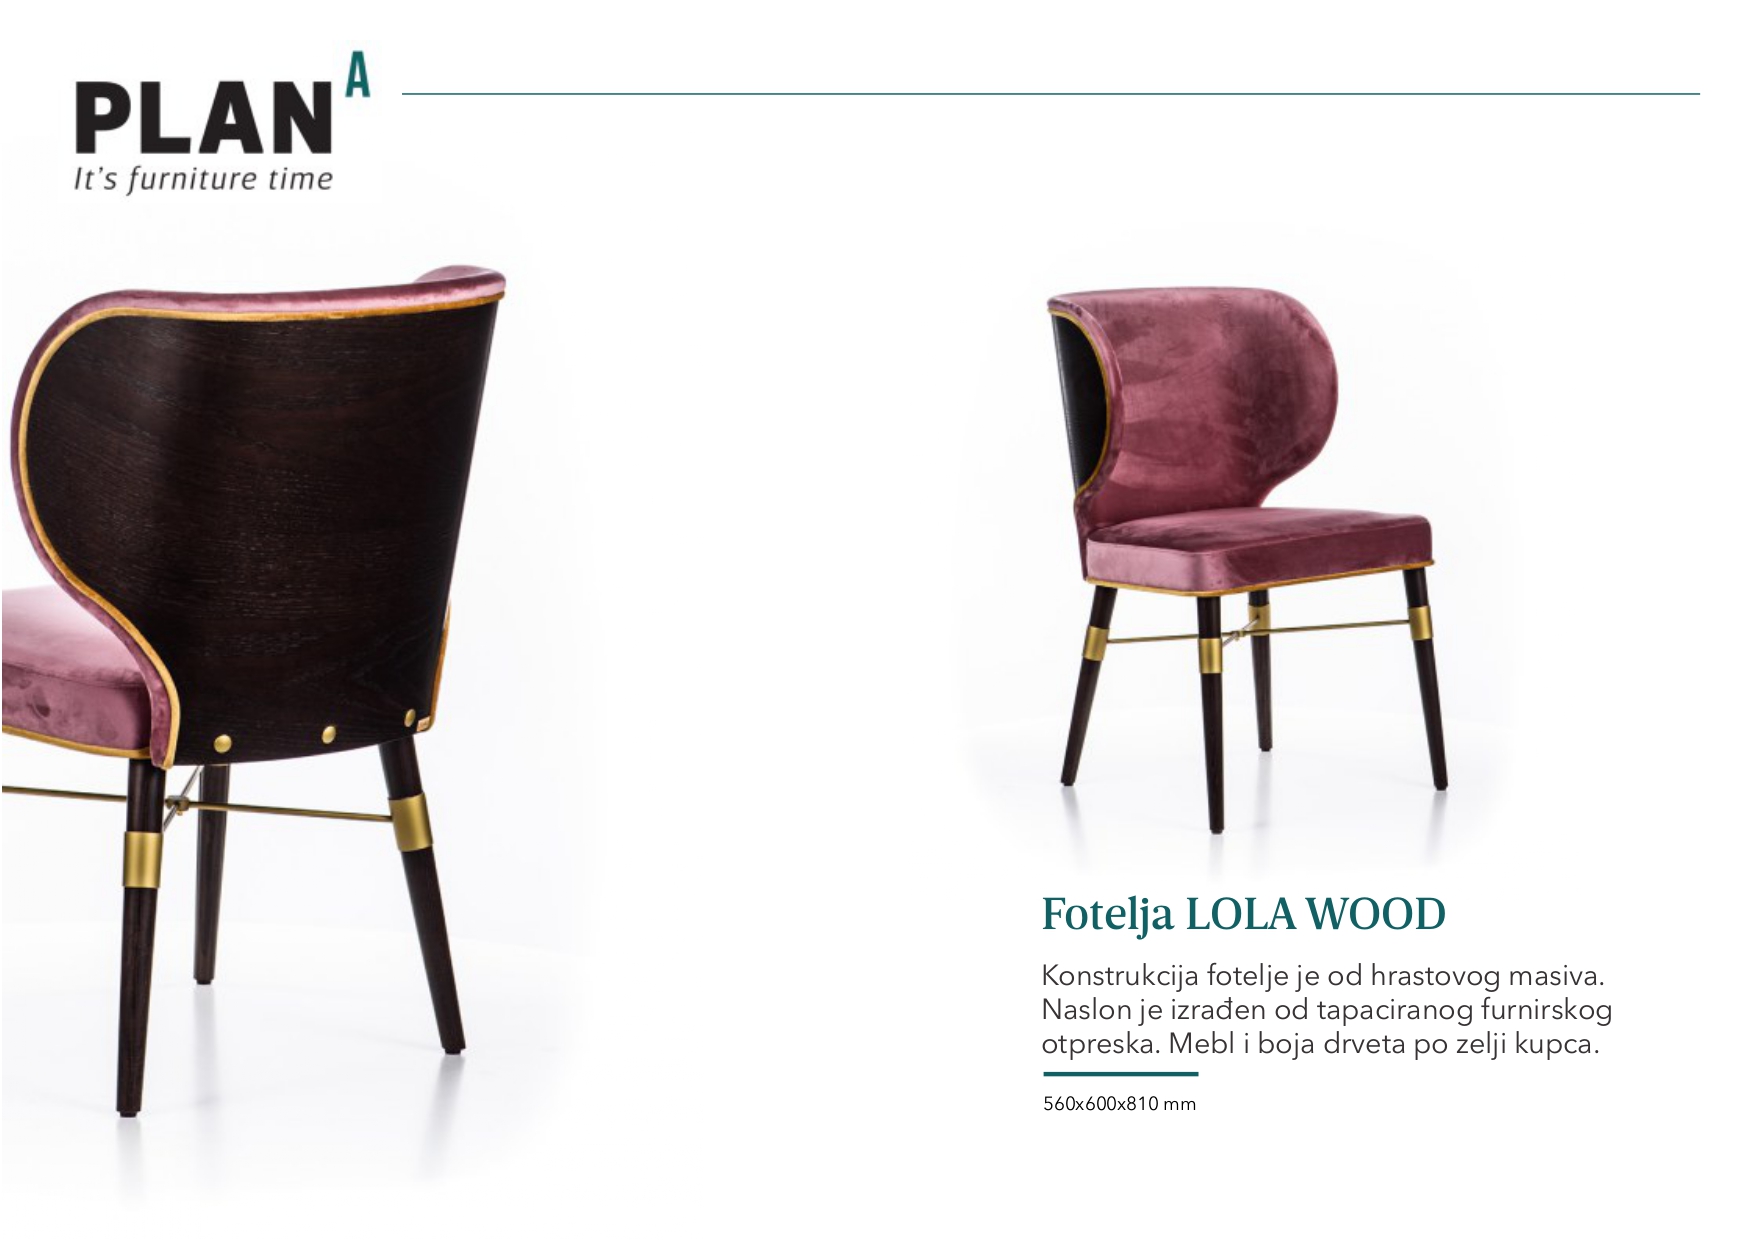 PLAN A
It's furniture time
Fotelja LOLA WOOD
Konstrukcija fotelje je od hrastovog masiva.
Naslon je izrađen od tapaciranog furnirskog
otpreska. Mebl i boja drveta po zelji kupca.
560x600x810 mm